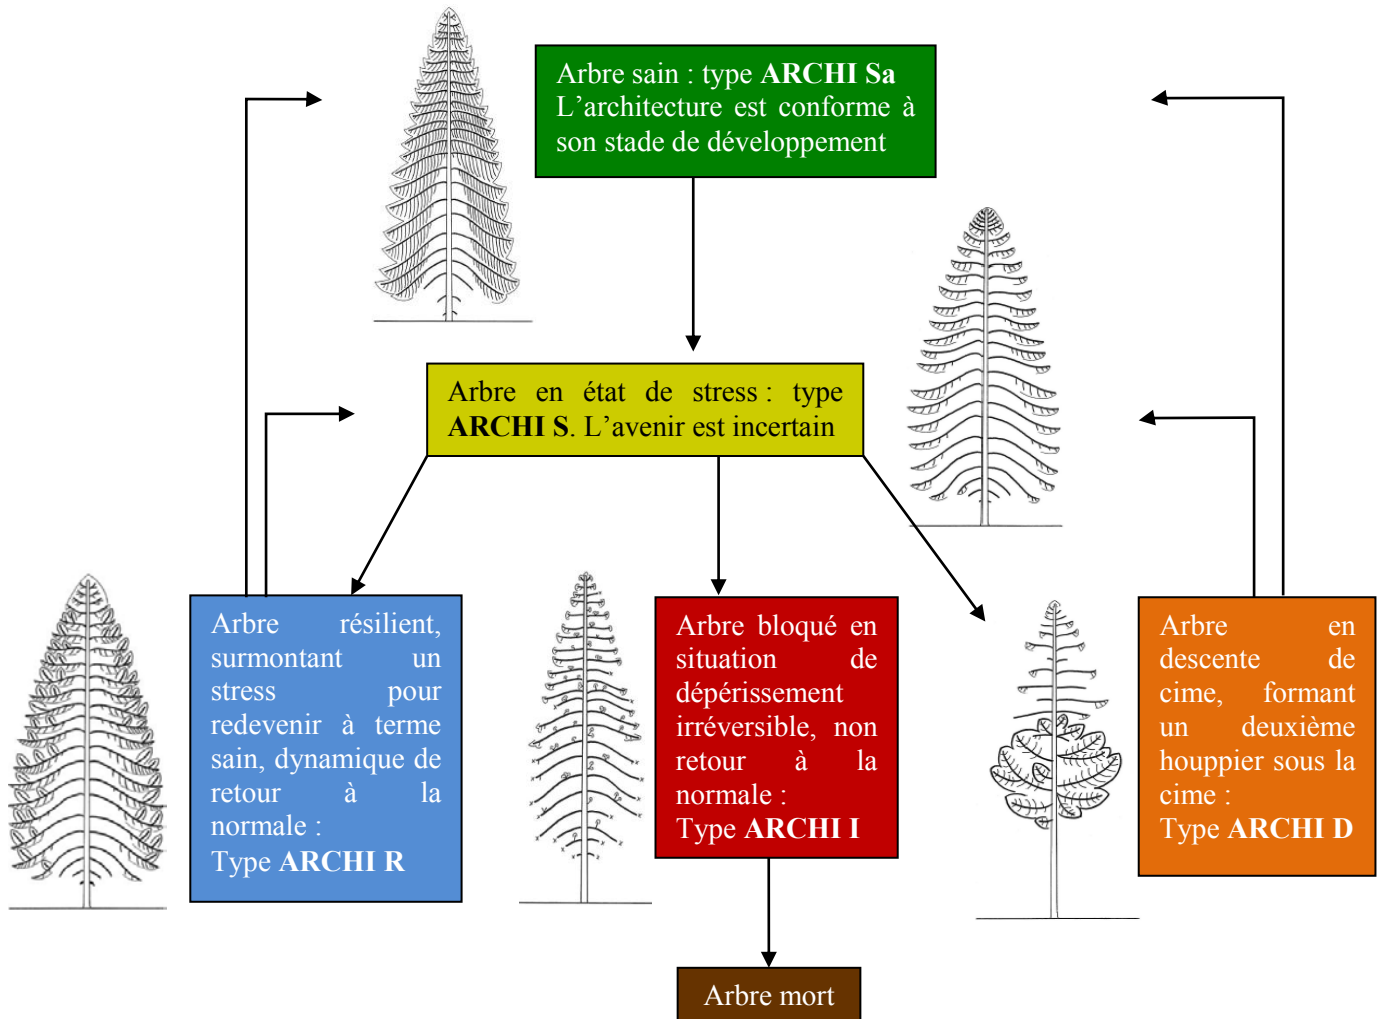 Arbre sain : type ARCHI Sa
L’architecture est conforme à
son stade de développement
Arbre en état de stress : type
ARCHI S. L’avenir est incertain
Arbre résilient,
surmontant un
stress pour
redevenir à terme
sain, dynamique de
retour à la
normale :
Type ARCHI R
Arbre bloqué en
situation de
dépérissement
irréversible, non
retour à la
normale :
Type ARCHI I
Arbre en
descente de
cime, formant
un deuxième
houppier sous la
cime :
Type ARCHI D
Arbre mort